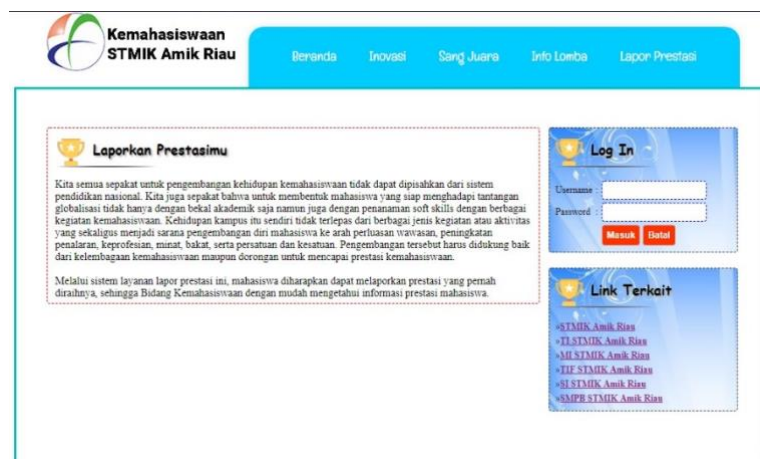 Kemahasiswaan
STMIK Amik Riau
Beranda Inovasi Sang Juara Info Lomba Lapor Prestasi
Laporkan Prestasimu
Kita semua sepakat untuk pengembangan kehidupan kemahasiswaan tidak dapat dipisahkan dari sistem
pendidikan nasional. Kita juga sepakat bahwa untuk membentuk mahasiswa yang siap menghadapi tantangan
globalisasi tidak hanya dengan bekal akademik saja namun juga dengan penanaman soft skills dengan berbagai
kegiatan kemahasiswaan. Kehidupan kampus itu sendiri tidak terlepas dari berbagai jenis kegiatan atau aktivitas
yang sekaligus menjadi sarana pengembangan diri mahasiswa ke arah perluasan wawasan, peningkatan
penalaran, keprofesian, minat, bakat, serta persatuan dan kesatuan. Pengembangan tersebut harus didukung baik
dari kelembagaan kemahasiswaan maupun dorongan untuk mencapai prestasi kemahasiswaan.
Melalui sistem layanan lapor prestasi ini, mahasiswa diharapkan dapat melaporkan prestasi yang pernah
diraihnya, sehingga Bidang Kemahasiswaan dengan mudah mengetahui informasi prestasi mahasiswa.
Log In
Username :
Password :
Masuk Batal
Link Terkait
»STMIK Amik Riau
»TI STMIK Amik Riau
»MI STMIK Amik Riau
»TIF STMIK Amik Riau
»SI STMIK Amik Riau
»SMPB STMIK Amik Riau